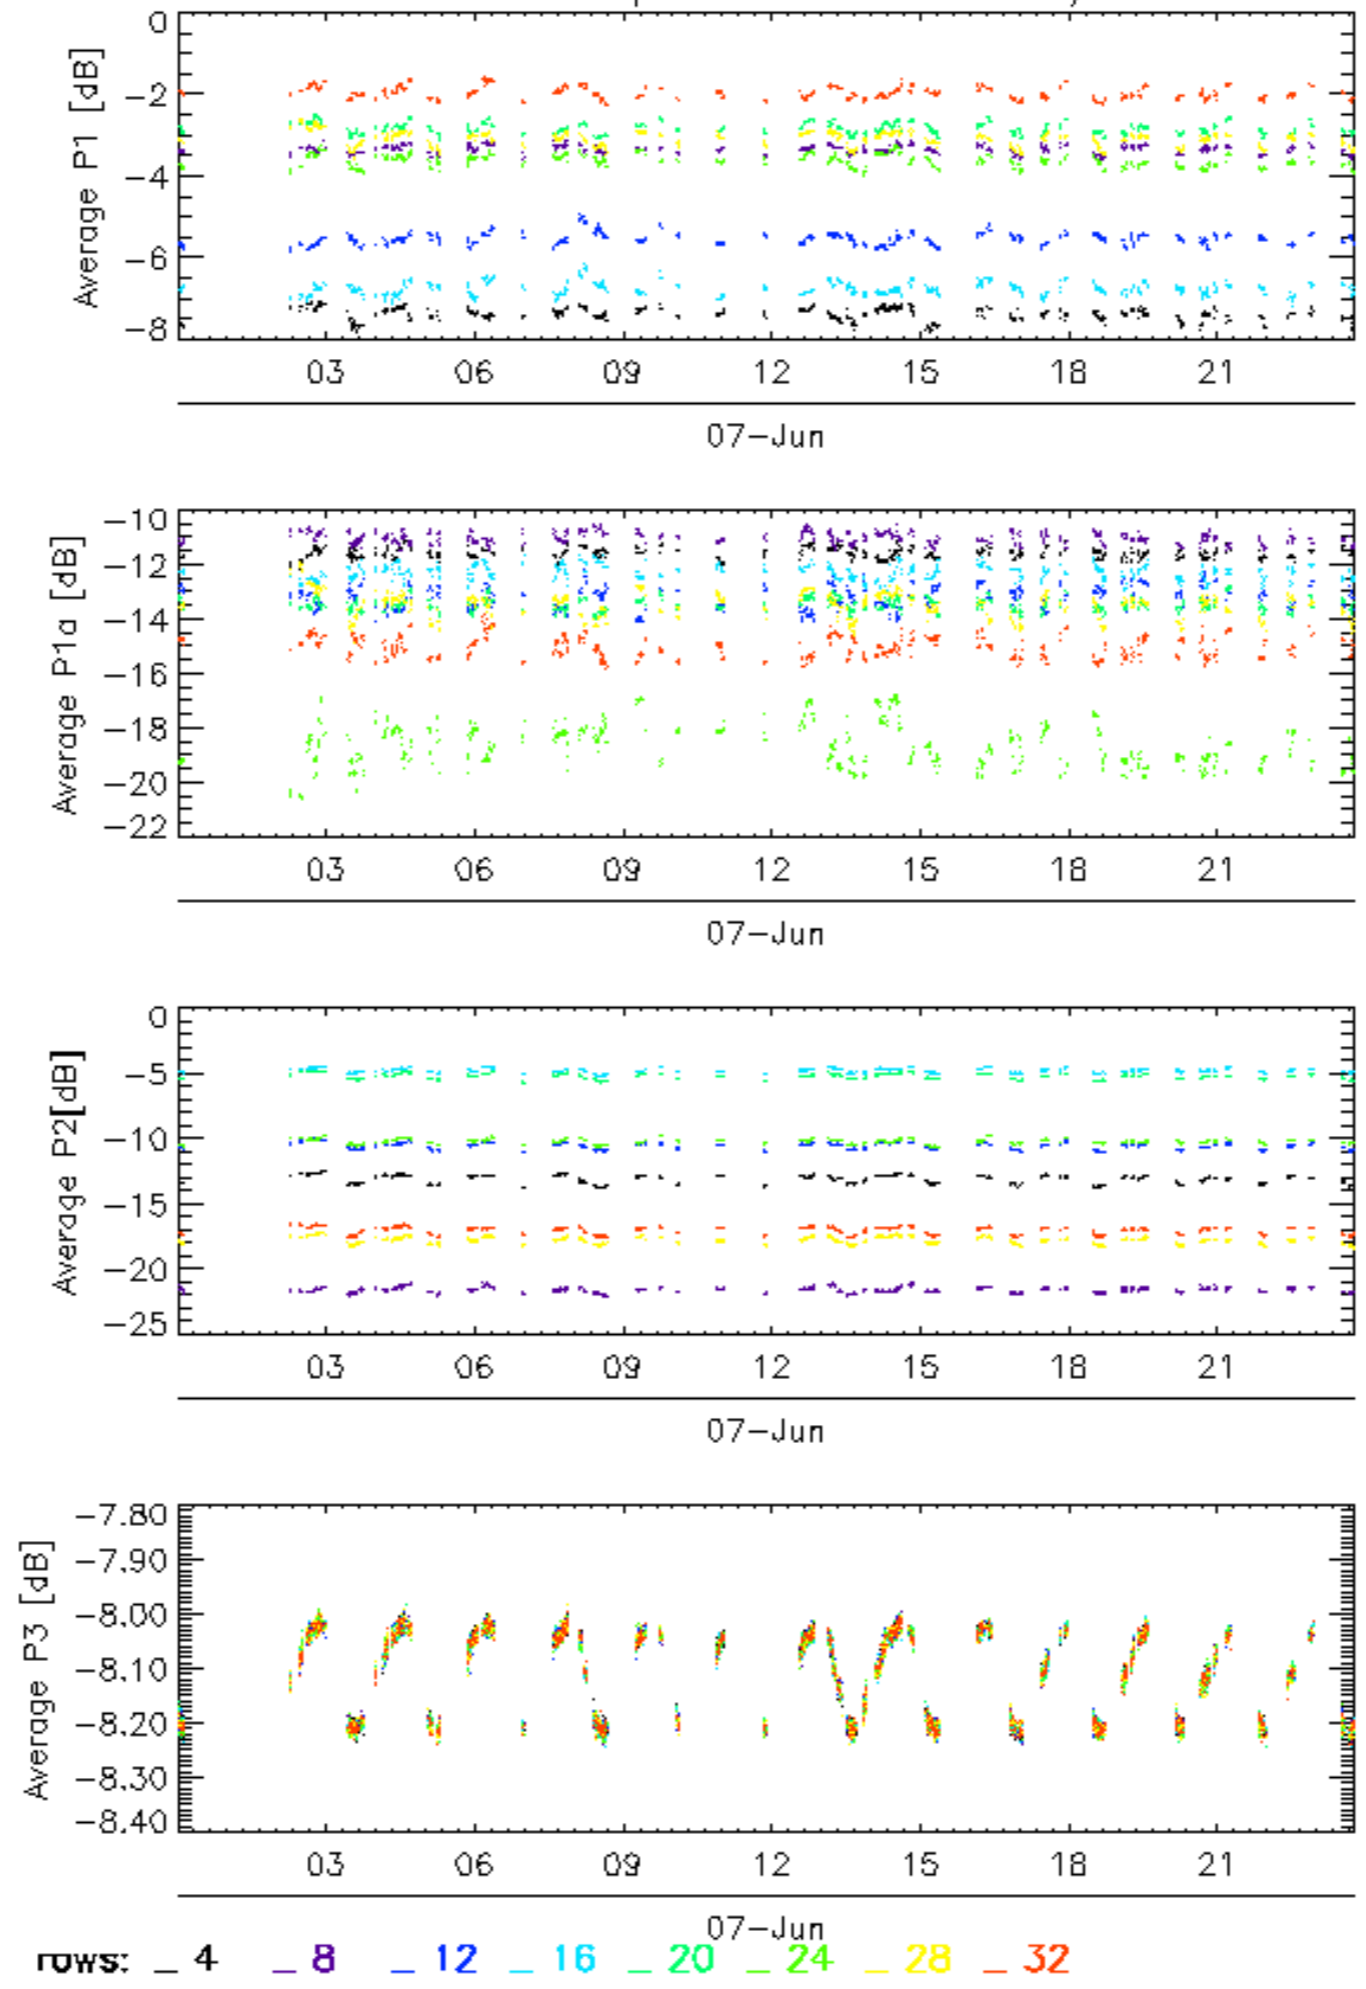 0
−2
−4
−6
−8
Average P1 [dB]
03 06 09 12 15 18 21
07−Jun
−10
−12
−14
−16
−18
−20
−22
Average P1a [dB]
03 06 09 12 15 18 21
07−Jun
0
−5
−10
−15
−20
−25
Average P2[dB]
03 06 09 12 15 18 21
07−Jun
−7.80
−7.90
−8.00
−8.10
−8.20
−8.30
−8.40
Average P3 [dB]
03 06 09 12 15 18 21
07−Jun
rows: _ 4 _ 8 _ 12 _ 16 _ 20 _ 24 _ 28 _ 32